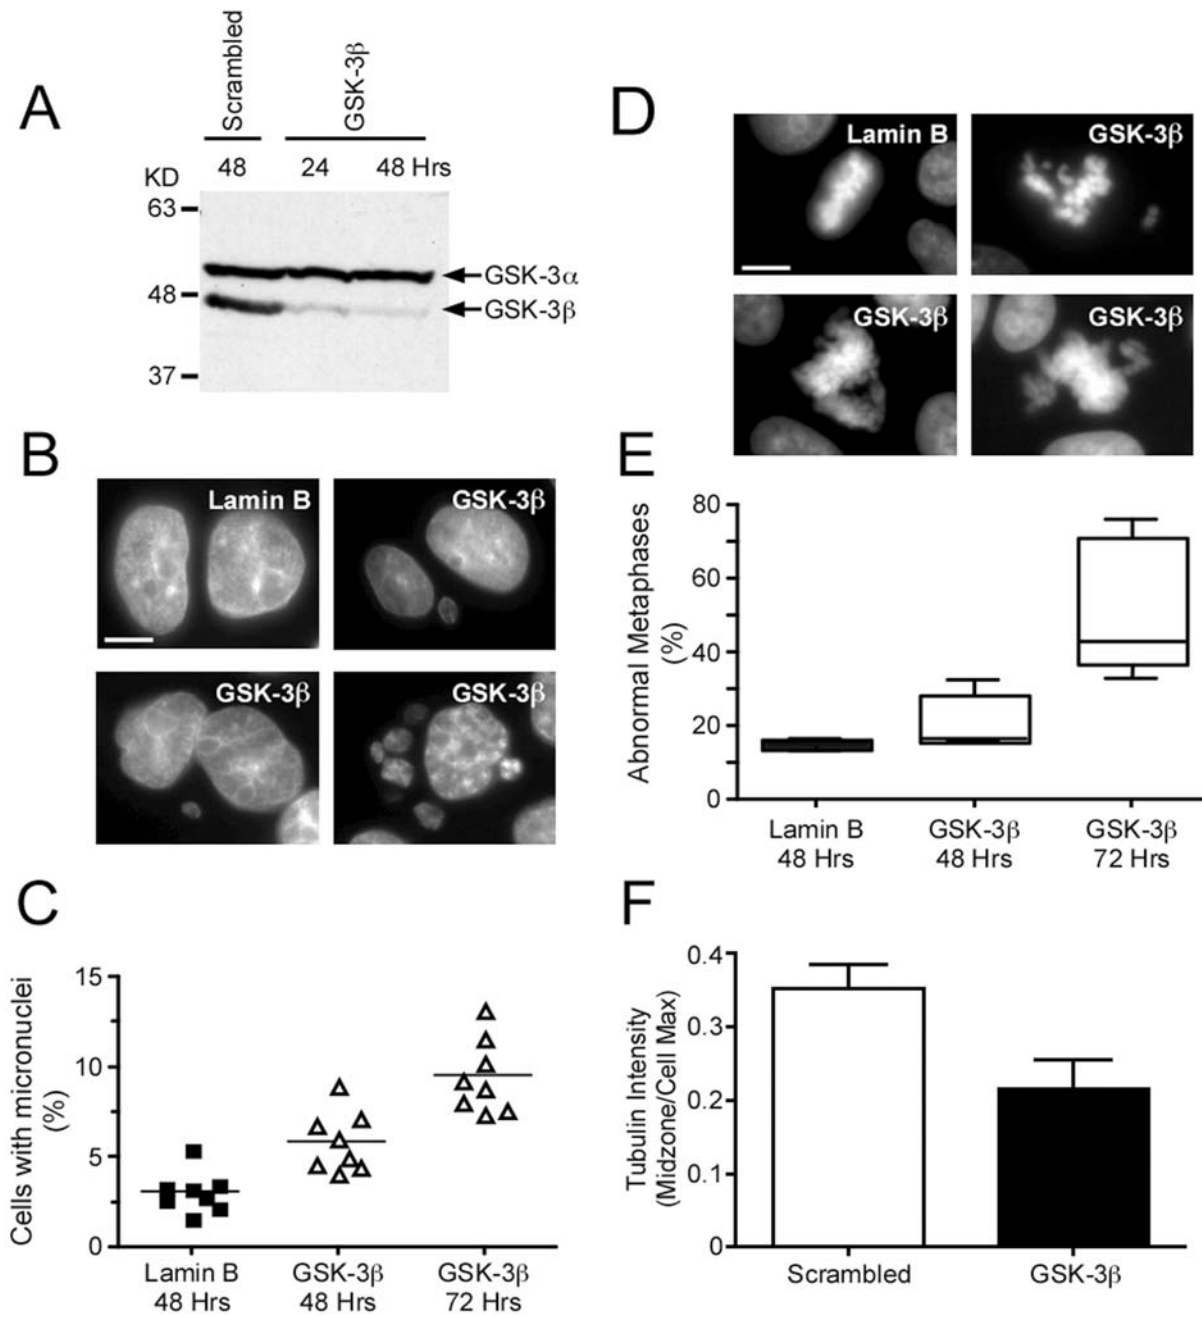 A
Scrambled
GSK-3β
48 24 48 Hrs
KD
63
48
37
GSK-3α
GSK-3β
B
Lamin B
GSK-3β
GSK-3β
GSK-3β
C
Cells with micronuclei
(%)
15
10
5
0
Lamin B
48 Hrs
GSK-3β
48 Hrs
GSK-3β
72 Hrs
D
Lamin B
GSK-3β
GSK-3β
GSK-3β
E
Abnormal Metaphases
(%)
80
60
40
20
0
Lamin B
48 Hrs
GSK-3β
48 Hrs
GSK-3β
72 Hrs
F
Tubulin Intensity
(Midzone/Cell Max)
0.4
0.3
0.2
0.1
0
Scrambled
GSK-3β